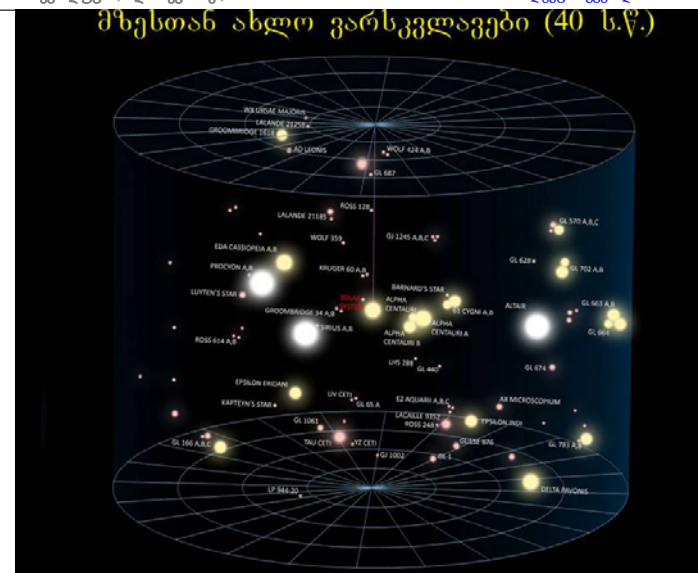 მზესთან ახლო ვარსკვლავები (40 ს.წ.)
WX URSAE MAJORIS
LALANDE 21258
GROOMBRIDGE 1618
AD LEONIS
WOLF 424 A,B
GL 687
ROSS 128
LALANDE 21185
GL 570 A,B,C
WOLF 359
GJ 1245 A,B,C
EDA CASSIOPEIA A,B
GL 628
PROCYON A,B
KRUGER 60 A,B
GL 702 A,B
BARNARD'S STAR
LUYTEN'S STAR
SOLAR
ALPHA
CENTAURI
61 CYGNI A,B
ALTAIR
GL 663 A,B
GROOMBRIDGE 34 A,B
SIRIUS A,B
ALPHA
CENTAURI A
GL 664
ALPHA
CENTAURI B
ROSS 614 A,B
LHS 288
GL 440
GL 674
EPSILON ERIDANI
UV CETI
GL 65 A
EZ AQUARII A,B,C
AX MICROSCOPIUM
KAPTEYN'S STAR
LACAILLE 9352
GL 1061
ROSS 248
EPSILON INDI
GL 166 A,B,C
TAU CETI
YZ CETI
GLIESE 876
GL 783 A,B
GJ 1002
GL 1
LP 944-20
DELTA PAVONIS